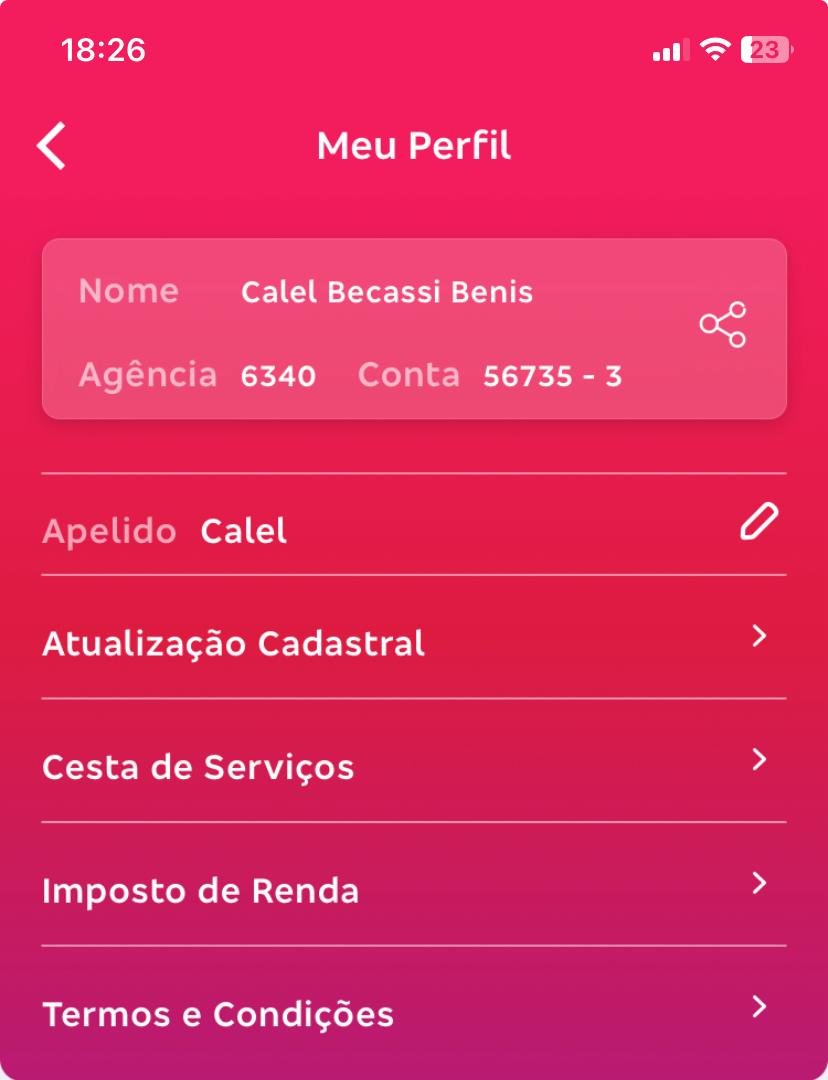 18:26
23
Meu Perfil
Nome Calel Becassi Benis
Agência 6340 Conta 56735 - 3
Apelido Calel
Atualização Cadastral
Cesta de Serviços
Imposto de Renda
Termos e Condições